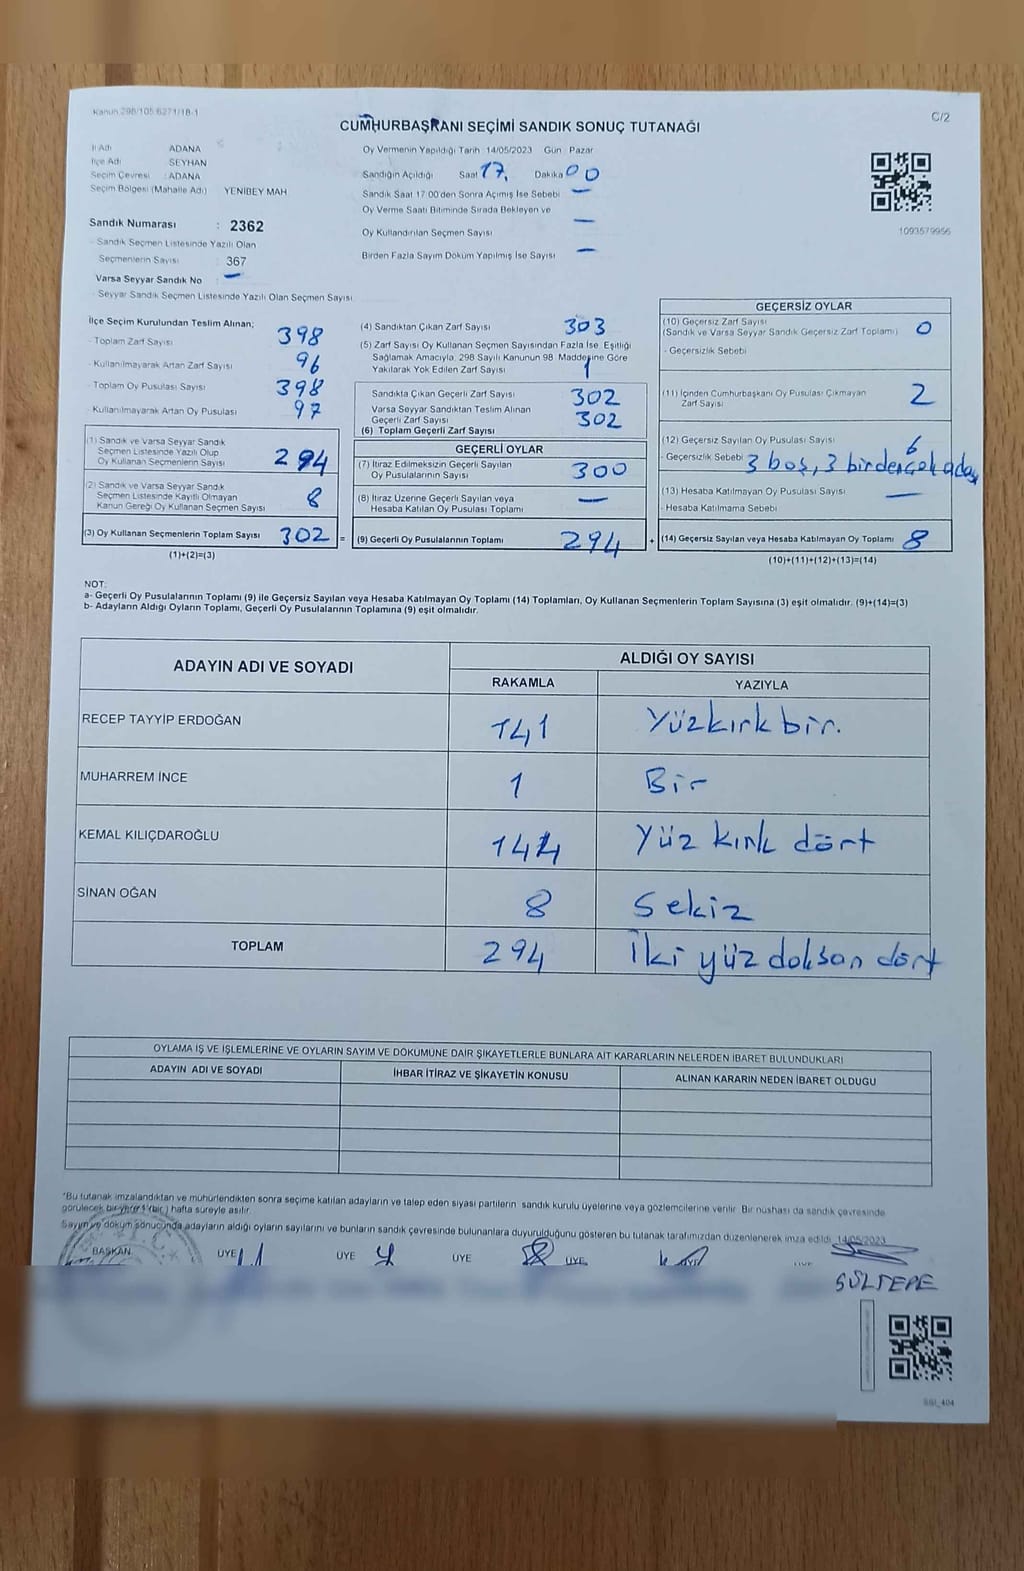 Kanun 298/105 6271/18-1
C/2
CUMHURBAŞKANI SEÇİMİ SANDIK SONUÇ TUTANAĞI
İl Adı ADANA
İlçe Adı SEYHAN
Seçim Çevresi : ADANA
Seçim Bölgesi (Mahalle Adı) YENİBEY MAH
Oy Vermenin Yapıldığı Tarih 14/05/2023 Gün Pazar
Sandığın Açıldığı Saat 17. Dakika 00
Sandık Saat 17:00'den Sonra Açımış İse Sebebi —
Oy Verme Saati Bitiminde Sırada Bekleyen ve
Oy Kullandırılan Seçmen Sayısı —
Birden Fazla Sayım Döküm Yapılmış İse Sayısı —
1093579956
Sandık Numarası : 2362
- Sandık Seçmen Listesinde Yazılı Olan
Seçmenlerin Sayısı : 367
Varsa Seyyar Sandık No : —
- Seyyar Sandık Seçmen Listesinde Yazılı Olan Seçmen Sayısı
İlçe Seçim Kurulundan Teslim Alınan;
- Toplam Zarf Sayısı 398
- Kullanılmayarak Artan Zarf Sayısı 96
- Toplam Oy Pusulası Sayısı 398
- Kullanılmayarak Artan Oy Pusulası 97
(1) Sandık ve Varsa Seyyar Sandık
Seçmen Listesinde Yazılı Olup
Oy Kullanan Seçmenlerin Sayısı 294
(2) Sandık ve Varsa Seyyar Sandık
Seçmen Listesinde Kayıtlı Olmayan
Kanun Gereği Oy Kullanan Seçmen Sayısı 8
(3) Oy Kullanan Seçmenlerin Toplam Sayısı 302 =
(1)+(2)=(3)
(4) Sandıktan Çıkan Zarf Sayısı 303
(5) Zarf Sayısı Oy Kullanan Seçmen Sayısından Fazla İse, Eşitliği
Sağlamak Amacıyla, 298 Sayılı Kanunun 98. Maddesine Göre
Yakılarak Yok Edilen Zarf Sayısı 1
Sandıkta Çıkan Geçerli Zarf Sayısı 302
Varsa Seyyar Sandıktan Teslim Alınan
Geçerli Zarf Sayısı 302
(6) Toplam Geçerli Zarf Sayısı
GEÇERLİ OYLAR
(7) İtiraz Edilmeksizin Geçerli Sayılan
Oy Pusulalarının Sayısı 300
(8) İtiraz Üzerine Geçerli Sayılan veya
Hesaba Katılan Oy Pusulası Toplamı —
(9) Geçerli Oy Pusulalarının Toplamı 294 +
GEÇERSİZ OYLAR
(10) Geçersiz Zarf Sayısı
(Sandık ve Varsa Seyyar Sandık Geçersiz Zarf Toplamı) 0
- Geçersizlik Sebebi
(11) İçinden Cumhurbaşkanı Oy Pusulası Çıkmayan
Zarf Sayısı 2
(12) Geçersiz Sayılan Oy Pusulası Sayısı 6
- Geçersizlik Sebebi 3 boş, 3 birden çok aday
(13) Hesaba Katılmayan Oy Pusulası Sayısı —
- Hesaba Katılmama Sebebi
(14) Geçersiz Sayılan veya Hesaba Katılmayan Oy Toplamı 8
(10)+(11)+(12)+(13)=(14)
NOT:
a- Geçerli Oy Pusulalarının Toplamı (9) ile Geçersiz Sayılan veya Hesaba Katılmayan Oy Toplamı (14) Toplamları, Oy Kullanan Seçmenlerin Toplam Sayısına (3) eşit olmalıdır. (9)+(14)=(3)
b- Adayların Aldığı Oyların Toplamı, Geçerli Oy Pusulalarının Toplamına (9) eşit olmalıdır.
ADAYIN ADI VE SOYADI ALDIĞI OY SAYISI
RAKAMLA YAZIYLA
RECEP TAYYİP ERDOĞAN 141 Yüzkırkbir.
MUHARREM İNCE 1 Bir
KEMAL KILIÇDAROĞLU 144 Yüz kırk dört
SİNAN OĞAN 8 Sekiz
TOPLAM 294 İki yüz doksan dört
OYLAMA İŞ VE İŞLEMLERİNE VE OYLARIN SAYIM VE DÖKÜMÜNE DAİR ŞİKAYETLERLE BUNLARA AİT KARARLARIN NELERDEN İBARET BULUNDUKLARI
ADAYIN ADI VE SOYADI İHBAR İTİRAZ VE ŞİKAYETİN KONUSU ALINAN KARARIN NEDEN İBARET OLDUĞU
*Bu tutanak imzalandıktan ve mühürlendikten sonra seçime katılan adayların ve talep eden siyasi partilerin sandık kurulu üyelerine veya gözlemcilerine verilir. Bir nüshası da sandık çevresinde
görülecek bir yere 1 (bir) hafta süreyle asılır.
Sayım ve döküm sonucunda adayların aldığı oyların sayılarını ve bunların sandık çevresinde bulunanlara duyurulduğunu gösteren bu tutanak tarafımızdan düzenlenerek imza edildi. 14/05/2023
BAŞKAN ÜYE ÜYE ÜYE ÜYE ÜYE
GÜLTEPE
SSI_404